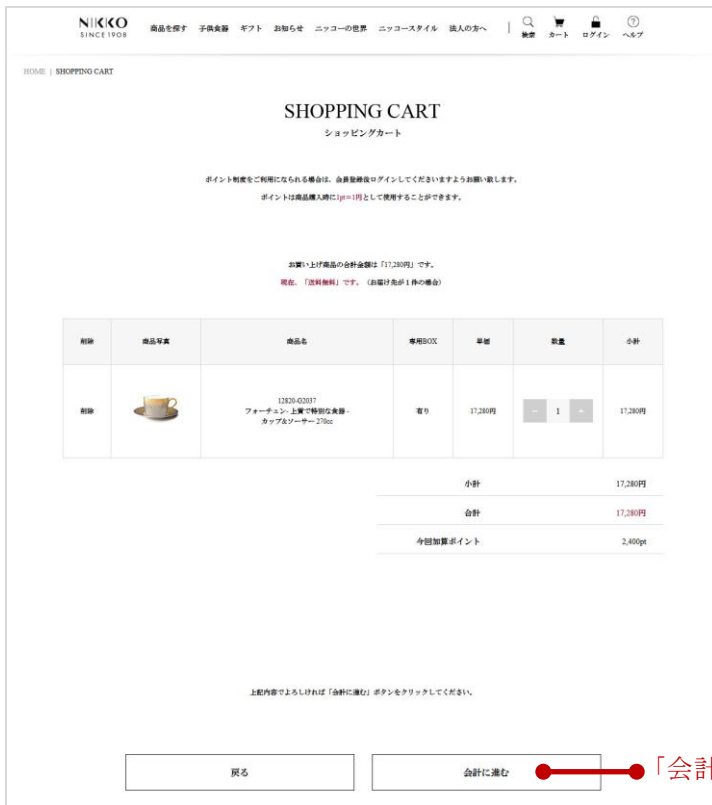 NIKKO
SINCE 1908
商品を探す 子供食器 ギフト お知らせ ニッコーの世界 ニッコースタイル 法人の方へ 検索 カート ログイン ヘルプ
HOME | SHOPPING CART
SHOPPING CART
ショッピングカート
ポイント制度をご利用になられる場合は、会員登録後ログインしてくださいますようお願い致します。
ポイントは商品購入時に1pt=1円として使用することができます。
お買い上げ商品の合計金額は「17,280円」です。
現在、「送料無料」です。(お届け先が1件の場合)
削除 商品写真 商品名 専用BOX 単価 数量 小計
12820-02037
フォーチュン- 上質で特別な食器 -
カップ&ソーサー 270cc
削除 有り 17,280円 - 1 + 17,280円
小計 17,280円
合計 17,280円
今回加算ポイント 2,400pt
上記内容でよろしければ「会計に進む」ボタンをクリックしてください。
戻る 会計に進む 「会計